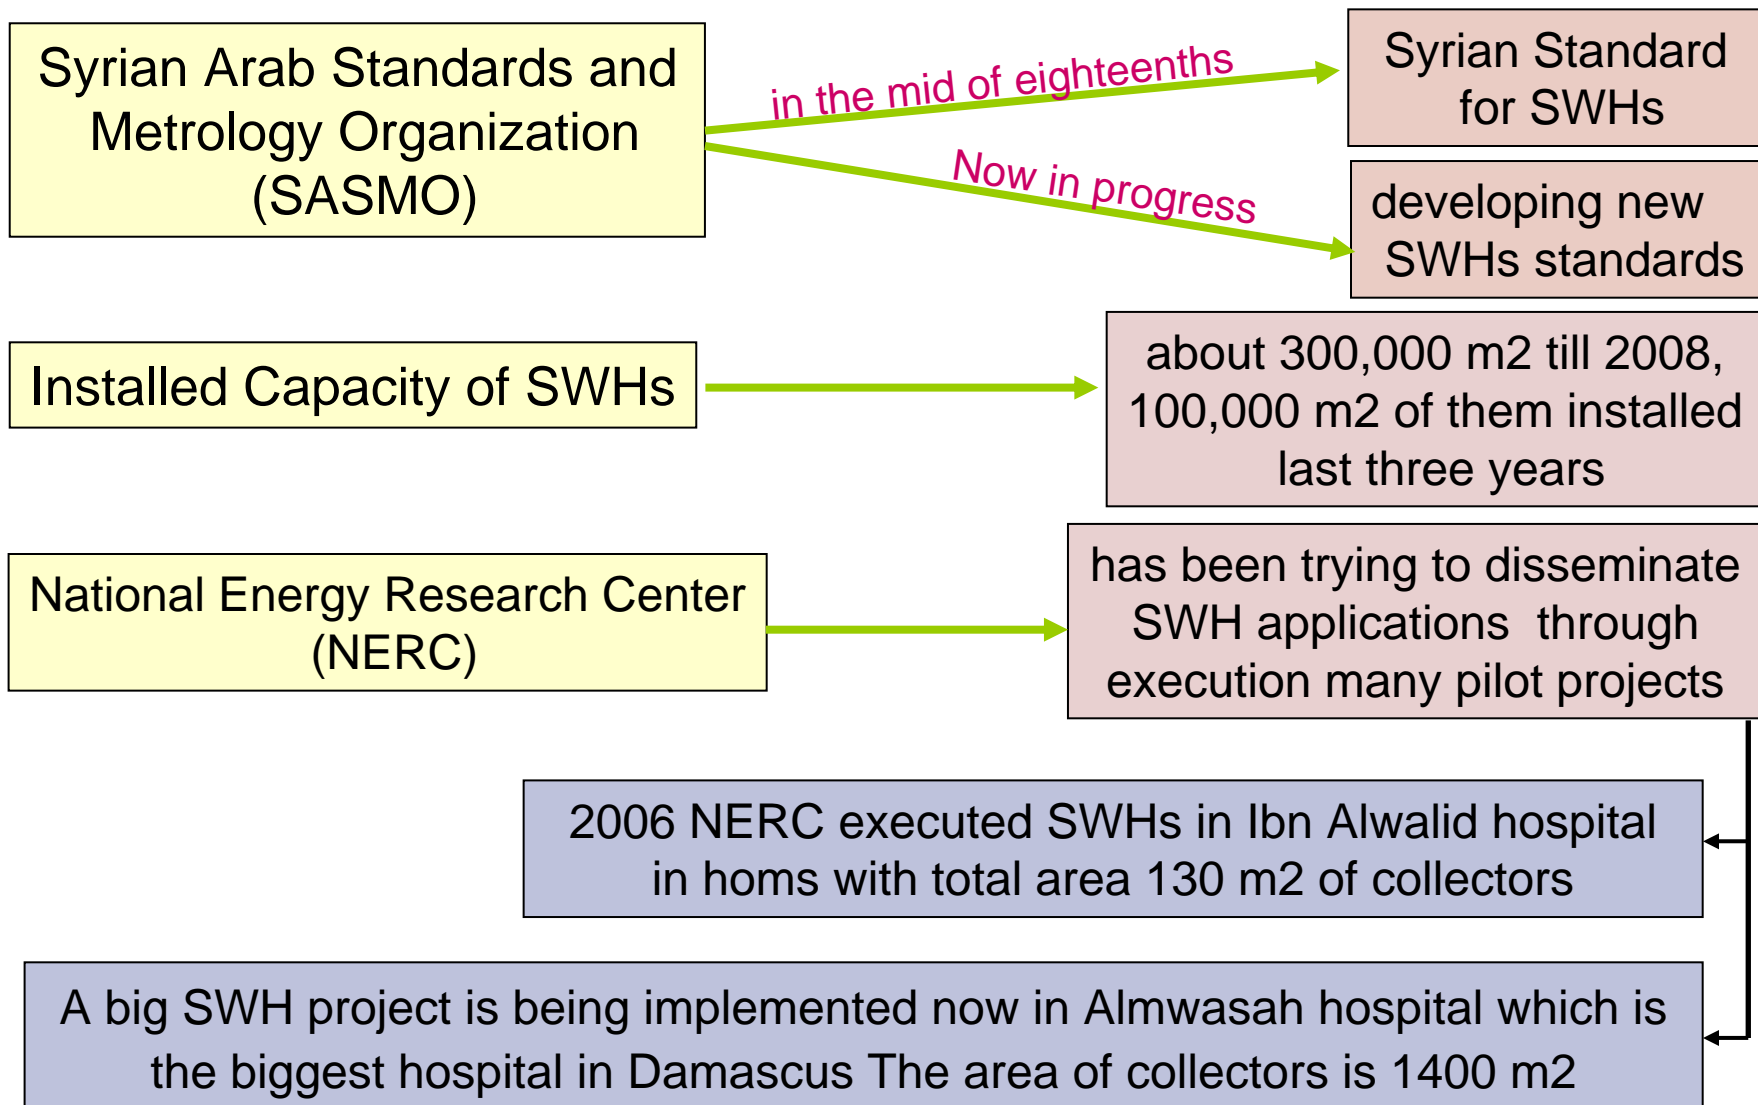 Syrian Arab Standards and
Metrology Organization
(SASMO)
in the mid of eighteenths
Syrian Standard
for SWHs
Now in progress
developing new
SWHs standards
Installed Capacity of SWHs
about 300,000 m2 till 2008,
100,000 m2 of them installed
last three years
National Energy Research Center
(NERC)
has been trying to disseminate
SWH applications through
execution many pilot projects
2006 NERC executed SWHs in Ibn Alwalid hospital
in homs with total area 130 m2 of collectors
A big SWH project is being implemented now in Almwasah hospital which is
the biggest hospital in Damascus The area of collectors is 1400 m2